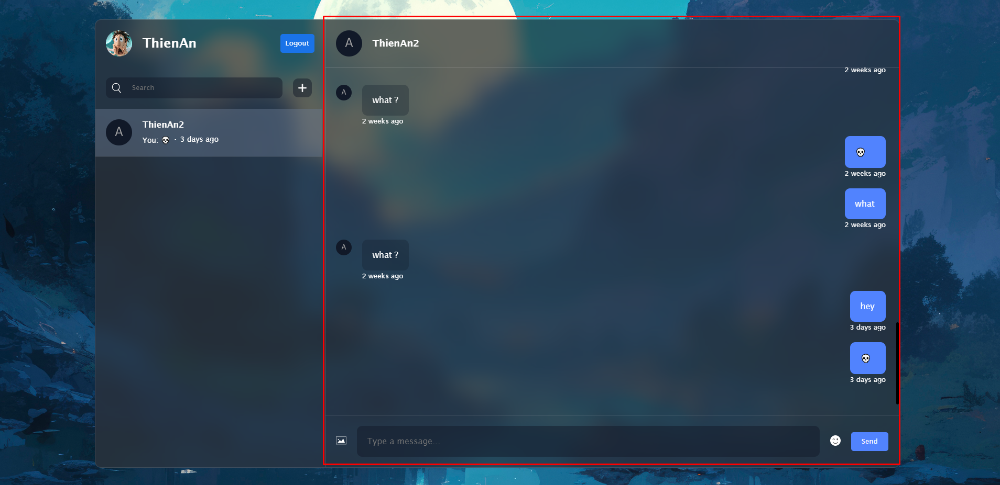 ThienAn
Logout
Search
A
ThienAn2
You: 💀 · 3 days ago
A
ThienAn2
2 weeks ago
A
what ?
2 weeks ago
💀
2 weeks ago
what
2 weeks ago
A
what ?
2 weeks ago
hey
3 days ago
💀
3 days ago
Type a message...
Send